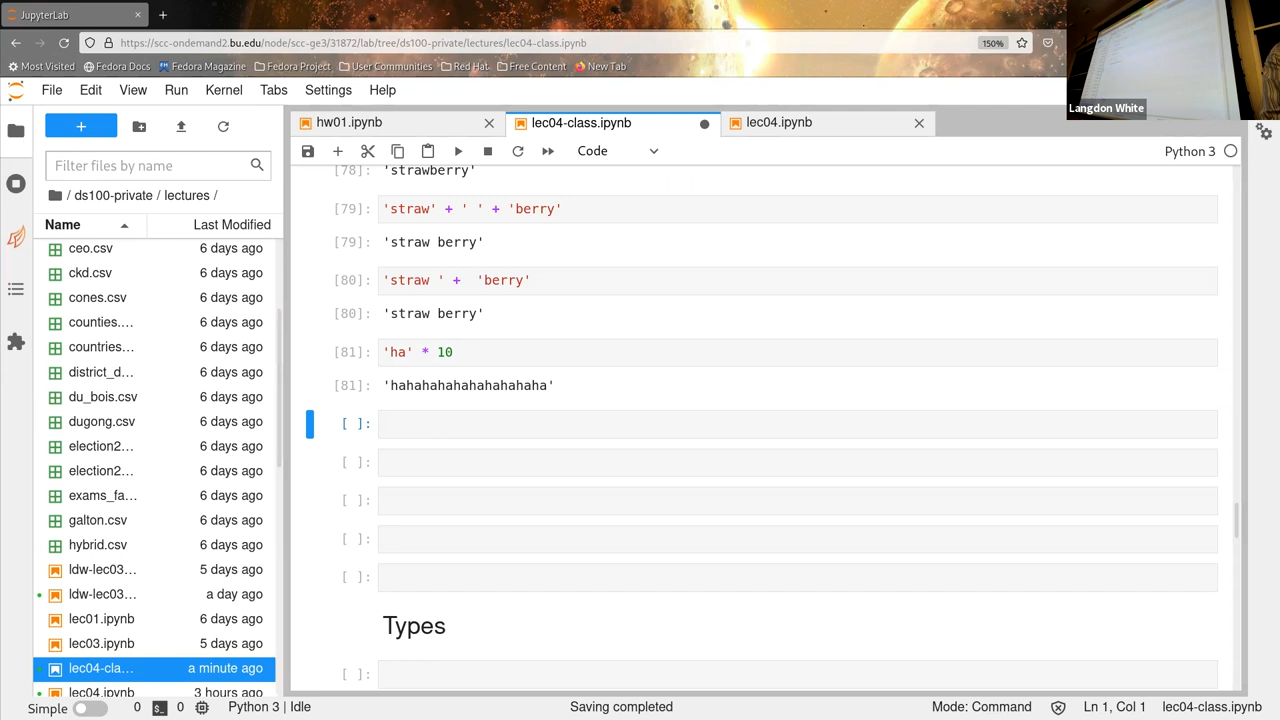 JupyterLab
https://scc-ondemand2.bu.edu/node/scc-ge3/31872/lab/tree/ds100-private/lectures/lec04-class.ipynb
150%
Most Visited
Fedora Docs
Fedora Magazine
Fedora Project
User Communities
Red Hat
Free Content
New Tab
Langdon White
File Edit View Run Kernel Tabs Settings Help
hw01.ipynb
lec04-class.ipynb
lec04.ipynb
Code
Python 3
Filter files by name
/ ds100-private / lectures /
Name Last Modified
ceo.csv 6 days ago
ckd.csv 6 days ago
cones.csv 6 days ago
counties.… 6 days ago
countries… 6 days ago
district_d… 6 days ago
du_bois.csv 6 days ago
dugong.csv 6 days ago
election2… 6 days ago
election2… 6 days ago
exams_fa… 6 days ago
galton.csv 6 days ago
hybrid.csv 6 days ago
ldw-lec03… 5 days ago
ldw-lec03… a day ago
lec01.ipynb 6 days ago
lec03.ipynb 5 days ago
lec04-cla… a minute ago
lec04.ipynb 3 hours ago
[78]: 'strawberry'
[79]: 'straw' + ' ' + 'berry'
[79]: 'straw berry'
[80]: 'straw ' +  'berry'
[80]: 'straw berry'
[81]: 'ha' * 10
[81]: 'hahahahahahahahahaha'
[ ]:
[ ]:
[ ]:
[ ]:
[ ]:
Types
[ ]:
Simple 0 0 Python 3 | Idle Saving completed Mode: Command Ln 1, Col 1 lec04-class.ipynb